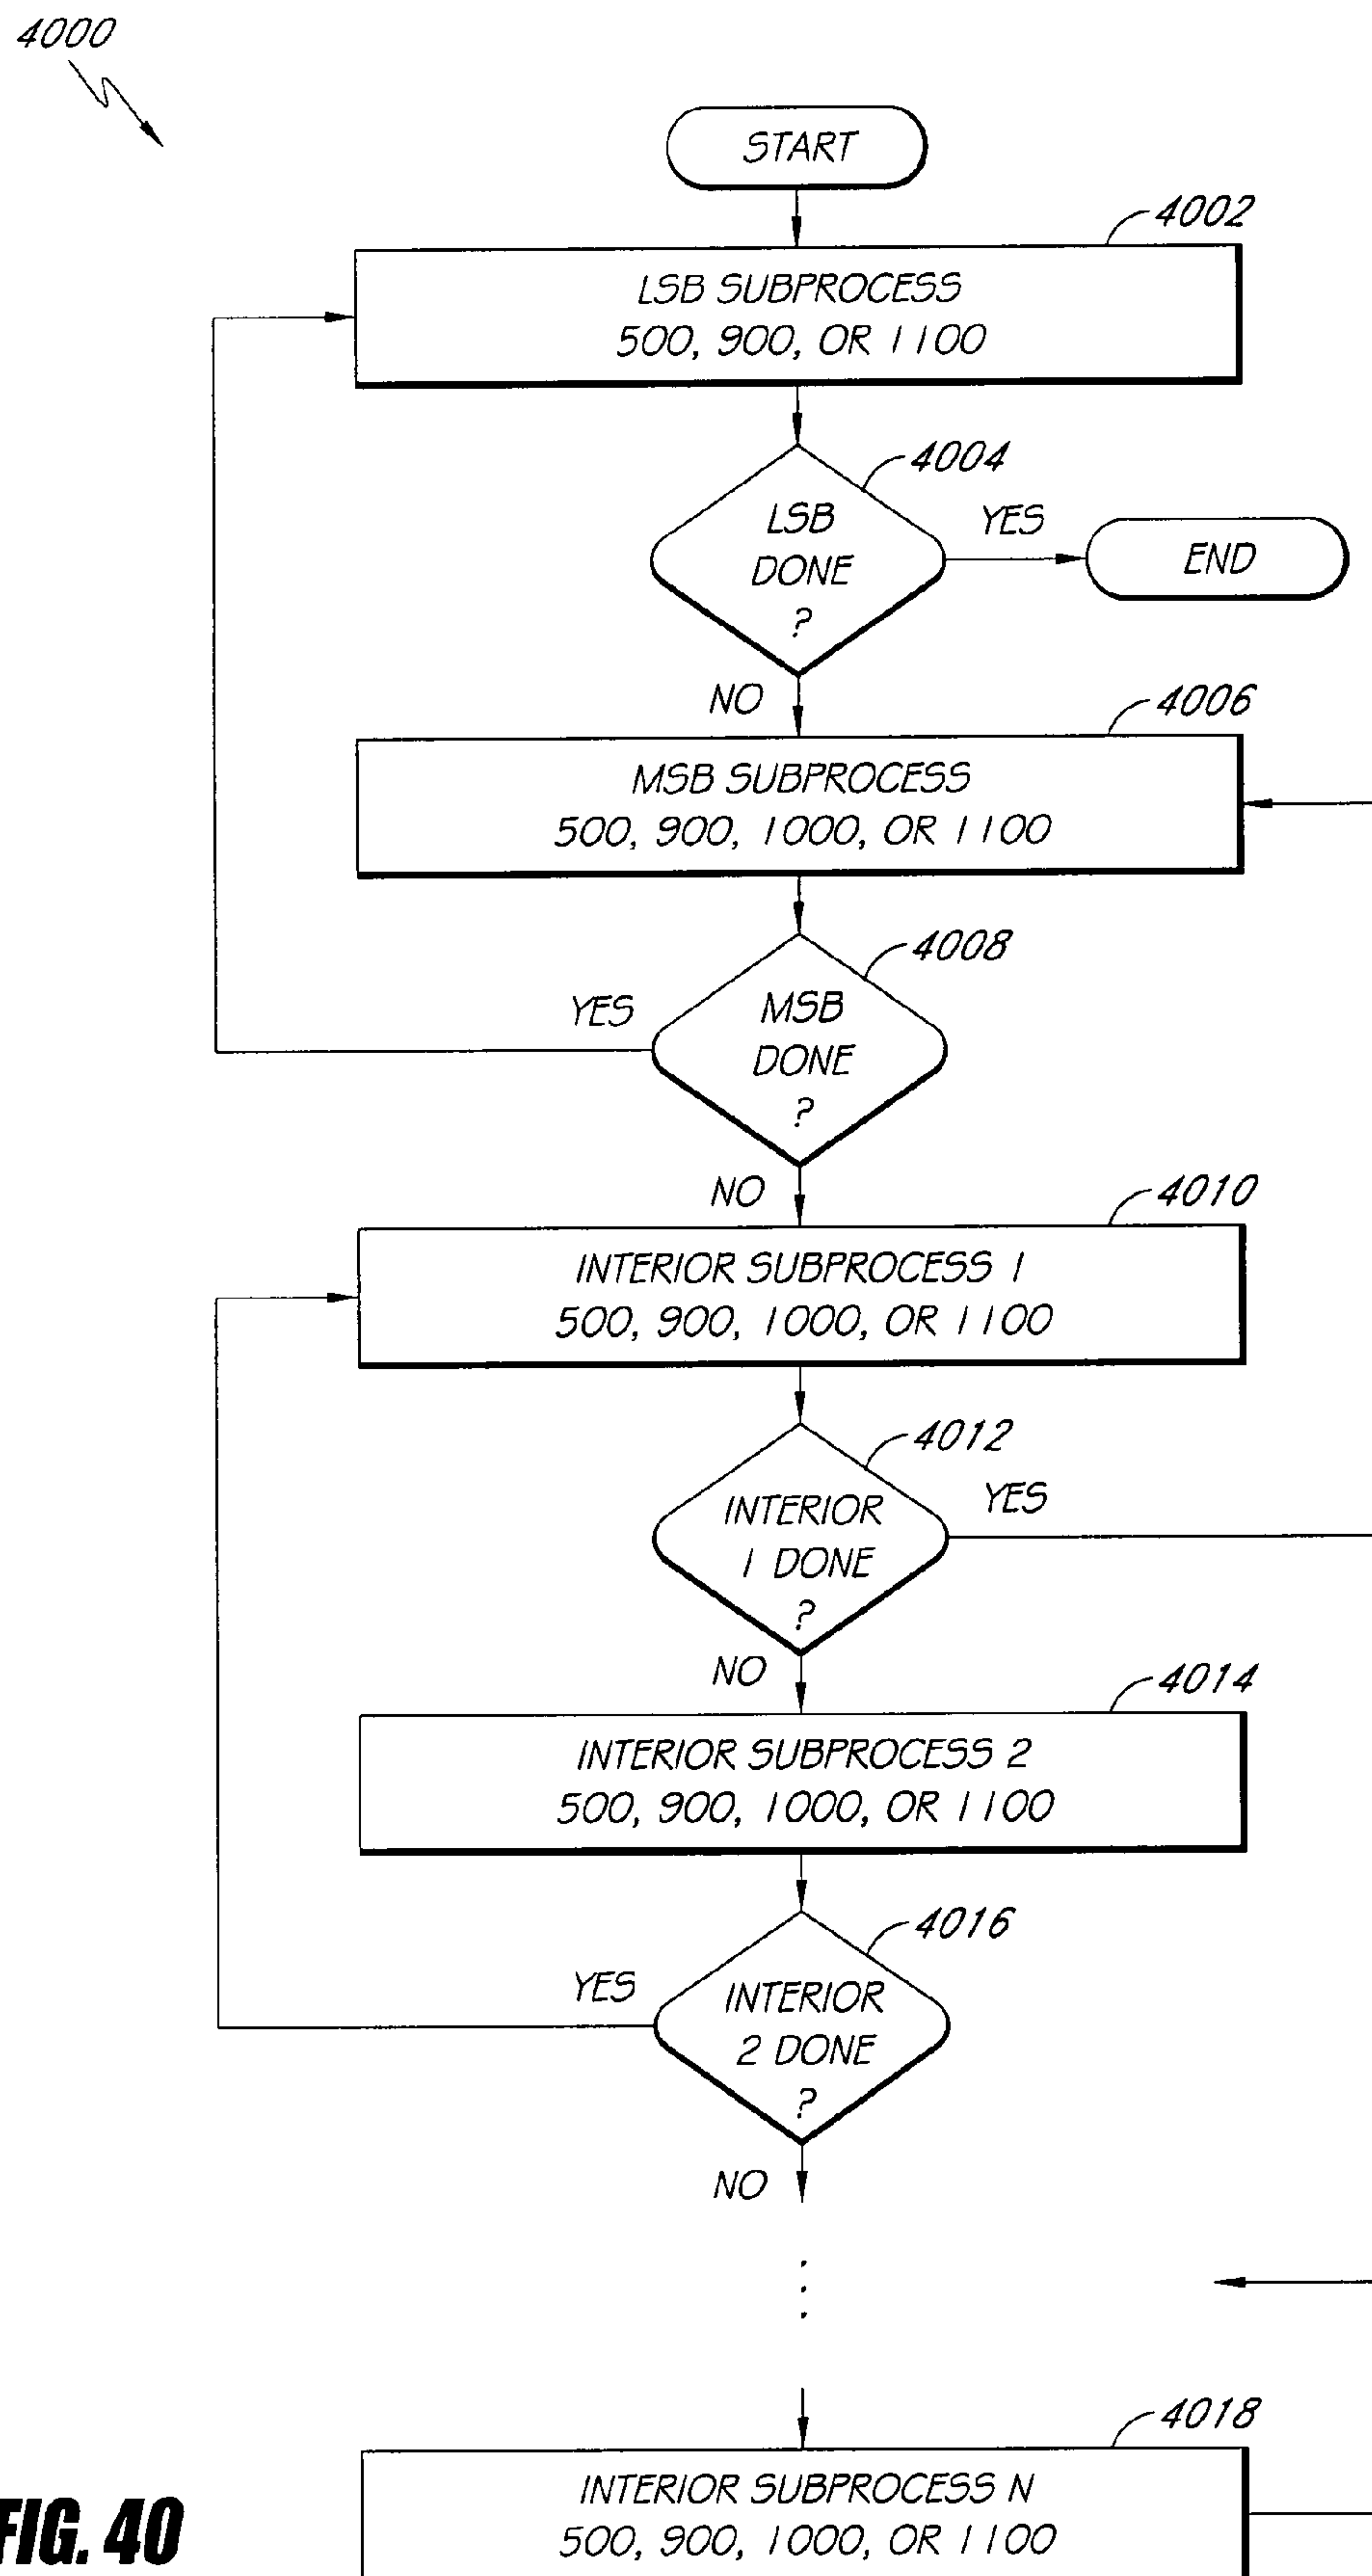 4000
START
4002
LSB SUBPROCESS
500, 900, OR 1100
4004
LSB
DONE
?
YES
END
NO
4006
MSB SUBPROCESS
500, 900, 1000, OR 1100
4008
YES
MSB
DONE
?
NO
4010
INTERIOR SUBPROCESS 1
500, 900, 1000, OR 1100
4012
INTERIOR
1 DONE
?
YES
NO
4014
INTERIOR SUBPROCESS 2
500, 900, 1000, OR 1100
4016
YES
INTERIOR
2 DONE
?
NO
4018
INTERIOR SUBPROCESS N
500, 900, 1000, OR 1100
FIG. 40